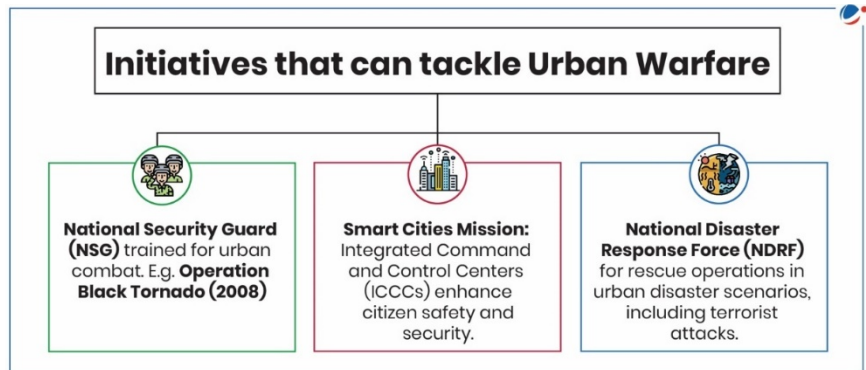 Initiatives that can tackle Urban Warfare
National Security Guard
(NSG) trained for urban
combat. E.g. Operation
Black Tornado (2008)
Smart Cities Mission:
Integrated Command
and Control Centers
(ICCCs) enhance
citizen safety and
security.
National Disaster
Response Force (NDRF)
for rescue operations in
urban disaster scenarios,
including terrorist
attacks.